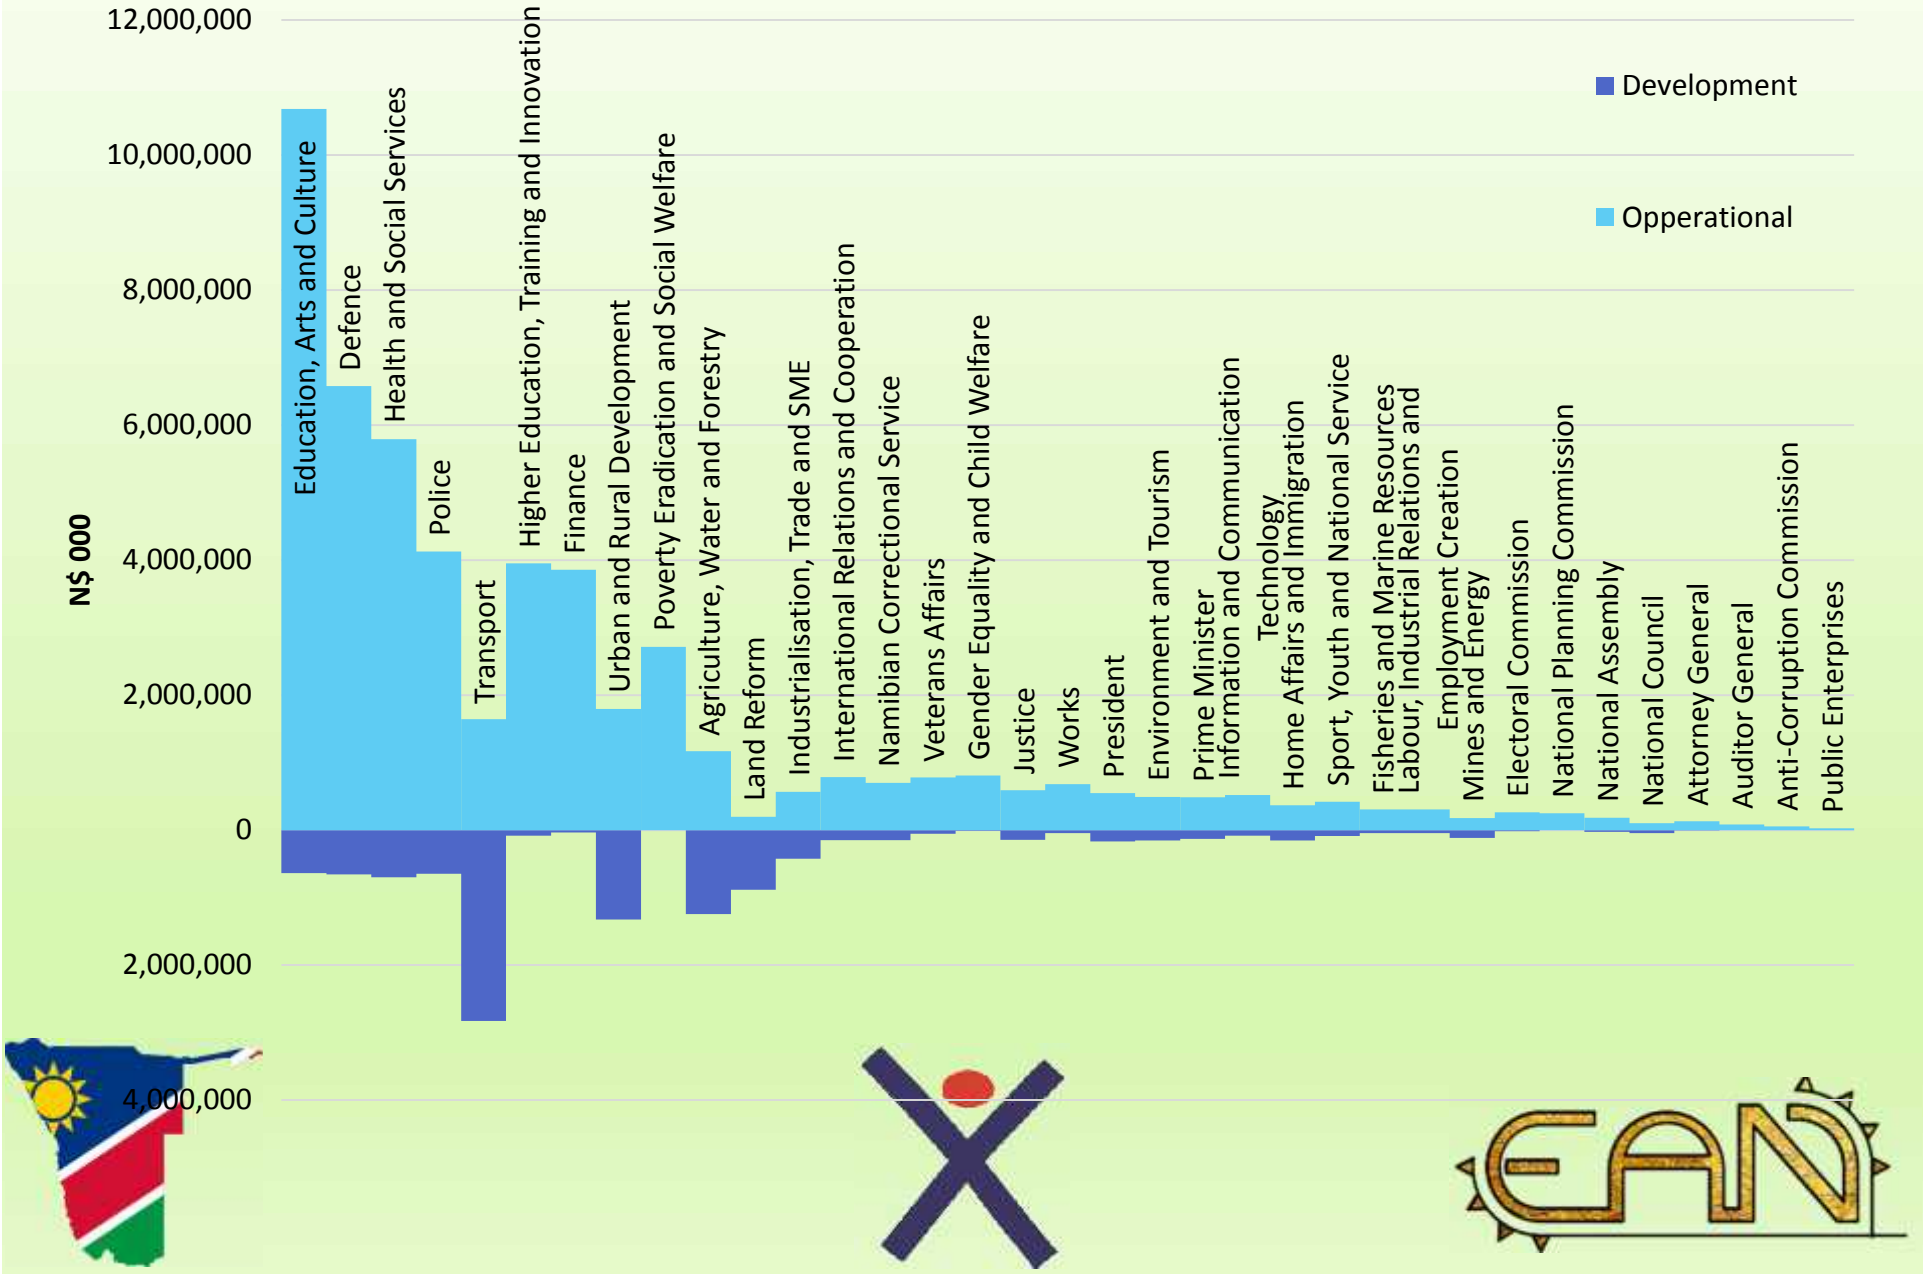 12,000,000
10,000,000
8,000,000
6,000,000
4,000,000
2,000,000
0
2,000,000
4,000,000
N$ 000
Development
Opperational
Education, Arts and Culture
Defence
Health and Social Services
Police
Transport
Higher Education, Training and Innovation
Finance
Urban and Rural Development
Poverty Eradication and Social Welfare
Agriculture, Water and Forestry
Land Reform
Industrialisation, Trade and SME
International Relations and Cooperation
Namibian Correctional Service
Veterans Affairs
Gender Equality and Child Welfare
Justice
Works
President
Environment and Tourism
Prime Minister
Information and Communication
Technology
Home Affairs and Immigration
Sport, Youth and National Service
Fisheries and Marine Resources
Labour, Industrial Relations and
Employment Creation
Mines and Energy
Electoral Commission
National Planning Commission
National Assembly
National Council
Attorney General
Auditor General
Anti-Corruption Commission
Public Enterprises
EAN